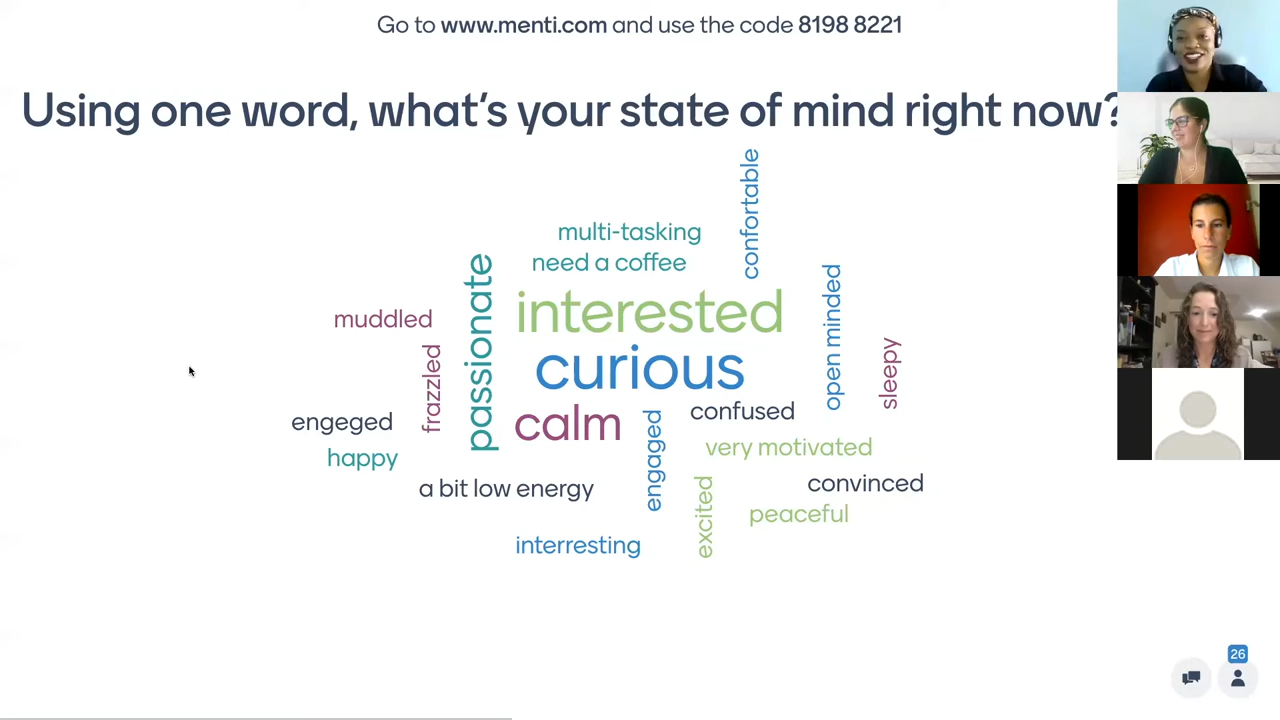 Go to www.menti.com and use the code 8198 8221
Using one word, what's your state of mind right now?
confortable
multi-tasking
need a coffee
passionate
interested
open minded
muddled
frazzled
curious
sleepy
calm
confused
engeged
engaged
very motivated
happy
a bit low energy
excited
convinced
peaceful
interresting
26